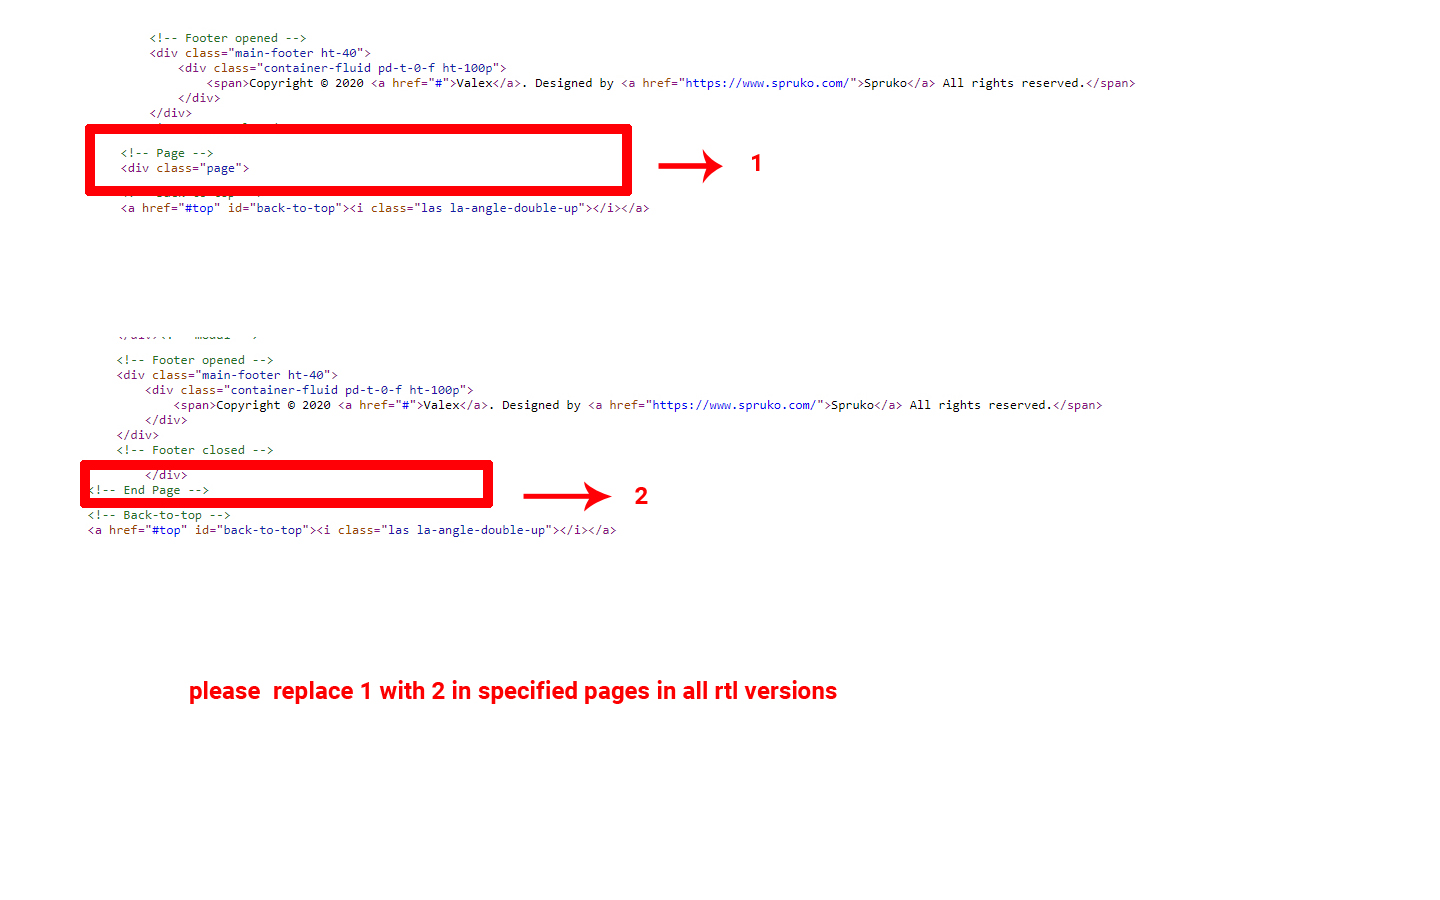 <!-- Footer opened -->
<div class="main-footer ht-40">
<div class="container-fluid pd-t-0-f ht-100p">
<span>Copyright © 2020 <a href="#">Valex</a>. Designed by <a href="https://www.spruko.com/">Spruko</a> All rights reserved.</span>
</div>
</div>
<!-- Page -->
<div class="page">
1
<a href="#top" id="back-to-top"><i class="las la-angle-double-up"></i></a>
<!-- Footer opened -->
<div class="main-footer ht-40">
<div class="container-fluid pd-t-0-f ht-100p">
<span>Copyright © 2020 <a href="#">Valex</a>. Designed by <a href="https://www.spruko.com/">Spruko</a> All rights reserved.</span>
</div>
</div>
<!-- Footer closed -->
</div>
<!-- End Page -->
2
<!-- Back-to-top -->
<a href="#top" id="back-to-top"><i class="las la-angle-double-up"></i></a>
please replace 1 with 2 in specified pages in all rtl versions